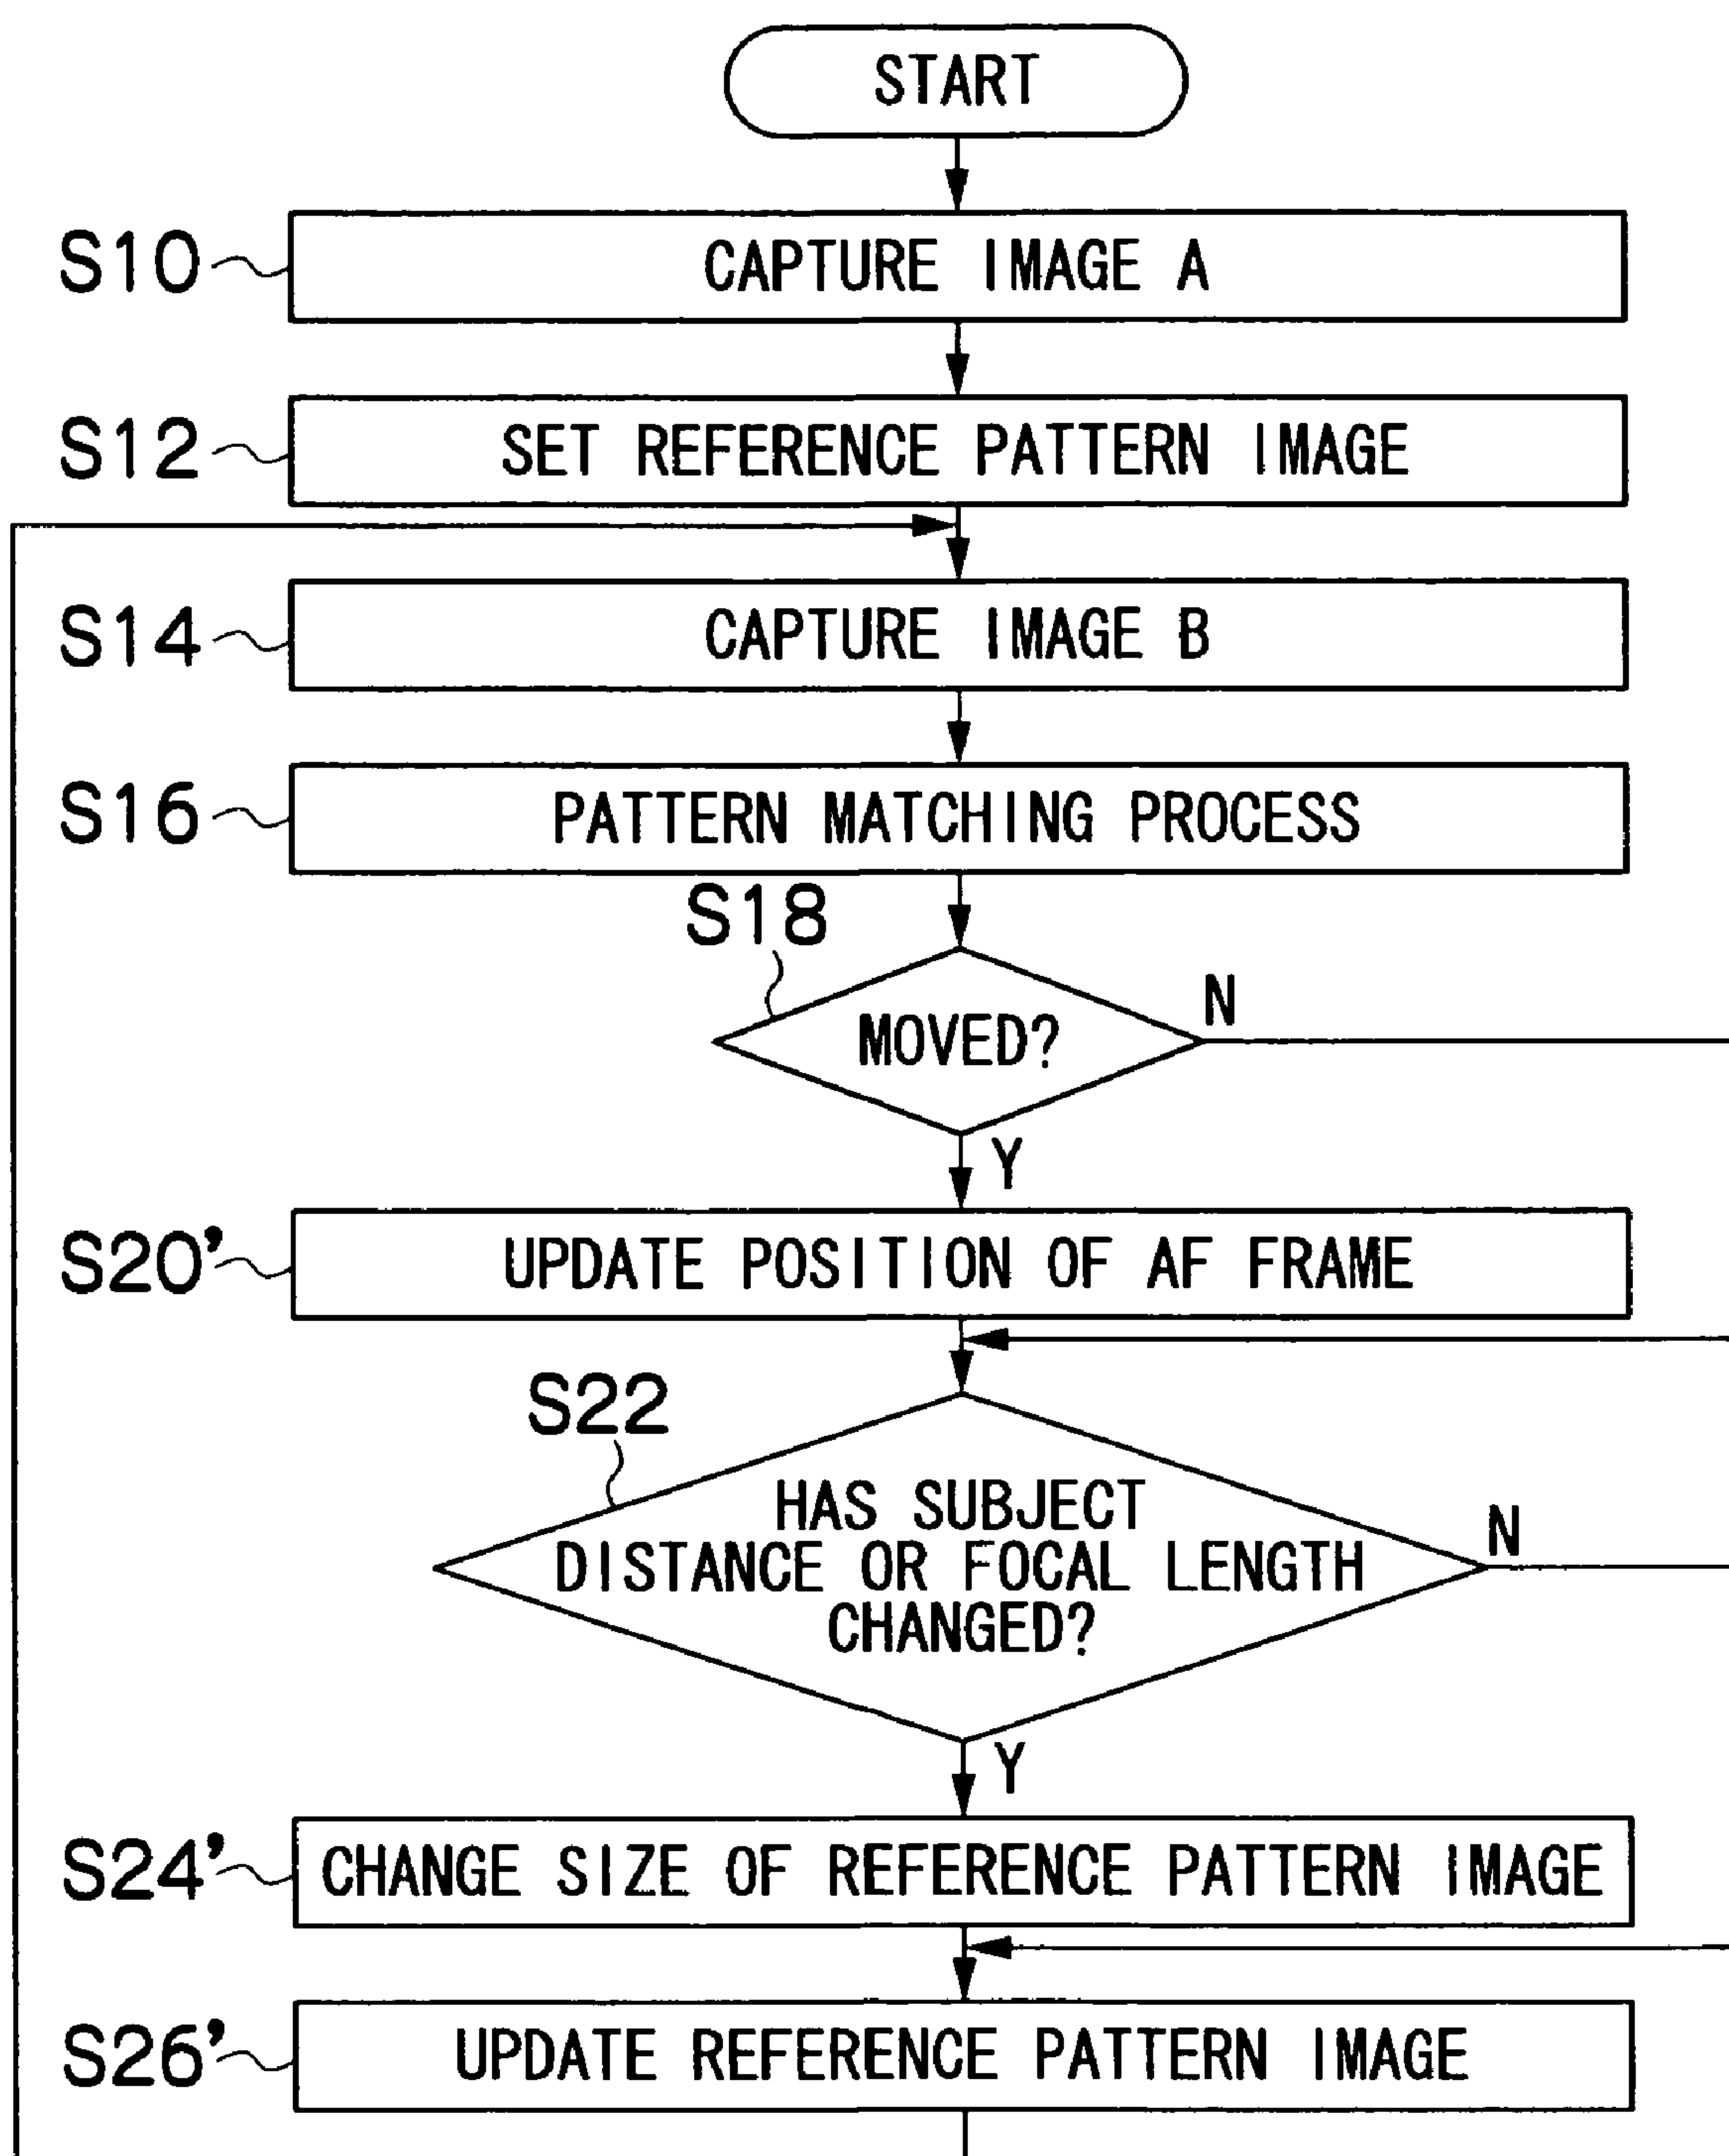 START
S10
CAPTURE IMAGE A
S12
SET REFERENCE PATTERN IMAGE
S14
CAPTURE IMAGE B
S16
PATTERN MATCHING PROCESS
S18
MOVED?
N
Y
S20'
UPDATE POSITION OF AF FRAME
S22
HAS SUBJECT
DISTANCE OR FOCAL LENGTH
CHANGED?
N
Y
S24'
CHANGE SIZE OF REFERENCE PATTERN IMAGE
S26'
UPDATE REFERENCE PATTERN IMAGE